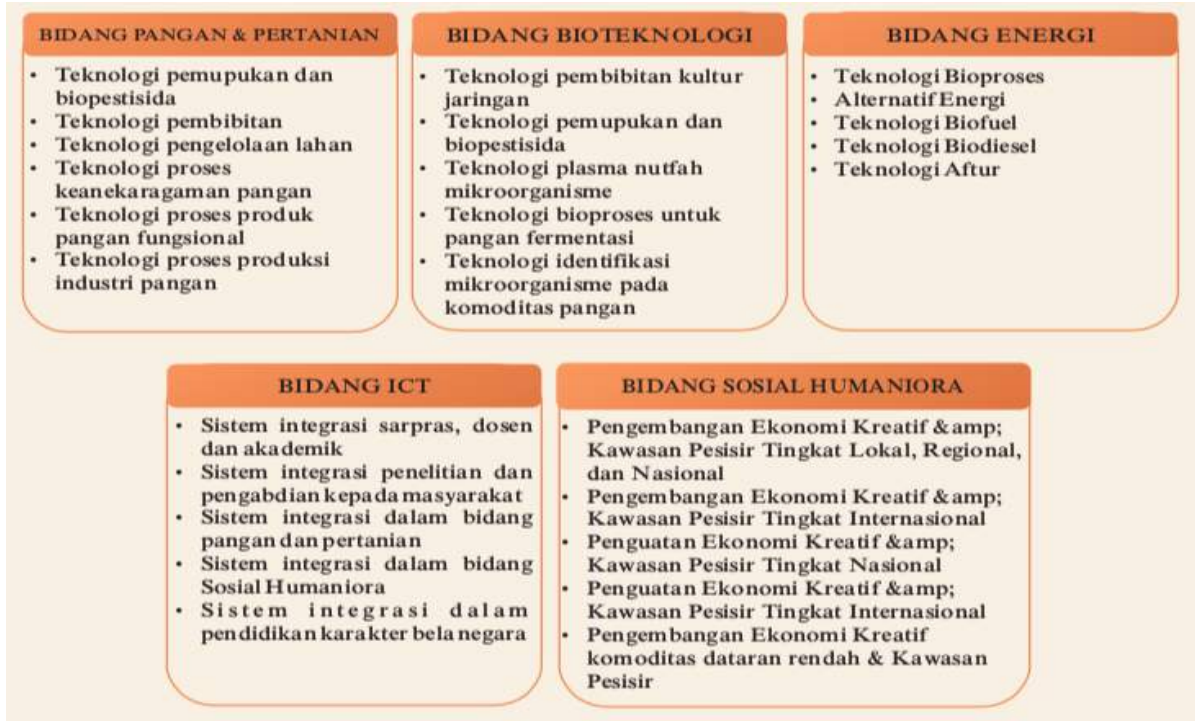 BIDANG PANGAN & PERTANIAN
• Teknologi pemupukan dan
biopestisida
• Teknologi pembibitan
• Teknologi pengelolaan lahan
• Teknologi proses
keanekaragaman pangan
• Teknologi proses produk
pangan fungsional
• Teknologi proses produksi
industri pangan
BIDANG BIOTEKNOLOGI
• Teknologi pembibitan kultur
jaringan
• Teknologi pemupukan dan
biopestisida
• Teknologi plasma nutfah
mikroorganisme
• Teknologi bioproses untuk
pangan fermentasi
• Teknologi identifikasi
mikroorganisme pada
komoditas pangan
BIDANG ENERGI
• Teknologi Bioproses
• Alternatif Energi
• Teknologi Biofuel
• Teknologi Biodiesel
• Teknologi Aftur
BIDANG ICT
• Sistem integrasi sarpras, dosen
dan akademik
• Sistem integrasi penelitian dan
pengabdian kepada masyarakat
• Sistem integrasi dalam bidang
pangan dan pertanian
• Sistem integrasi dalam bidang
Sosial Humaniora
• Sistem integrasi dalam
pendidikan karakter bela negara
BIDANG SOSIAL HUMANIORA
• Pengembangan Ekonomi Kreatif &amp;
Kawasan Pesisir Tingkat Lokal, Regional,
dan Nasional
• Pengembangan Ekonomi Kreatif &amp;
Kawasan Pesisir Tingkat Internasional
• Penguatan Ekonomi Kreatif &amp;
Kawasan Pesisir Tingkat Nasional
• Penguatan Ekonomi Kreatif &amp;
Kawasan Pesisir Tingkat Internasional
• Pengembangan Ekonomi Kreatif
komoditas dataran rendah & Kawasan
Pesisir